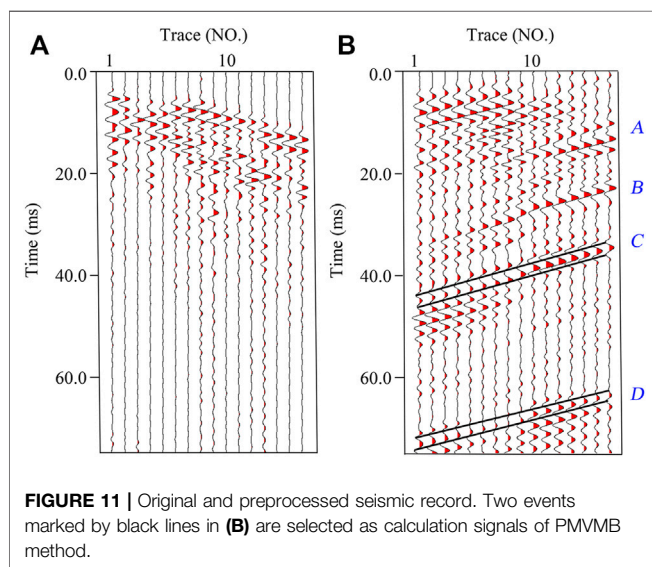 A
B
Trace (NO.)
Trace (NO.)
1
10
1
10
0.0
0.0
20.0
20.0
40.0
40.0
60.0
60.0
Time (ms)
Time (ms)
A
B
C
D
FIGURE 11 | Original and preprocessed seismic record. Two events
marked by black lines in (B) are selected as calculation signals of PMVMB
method.